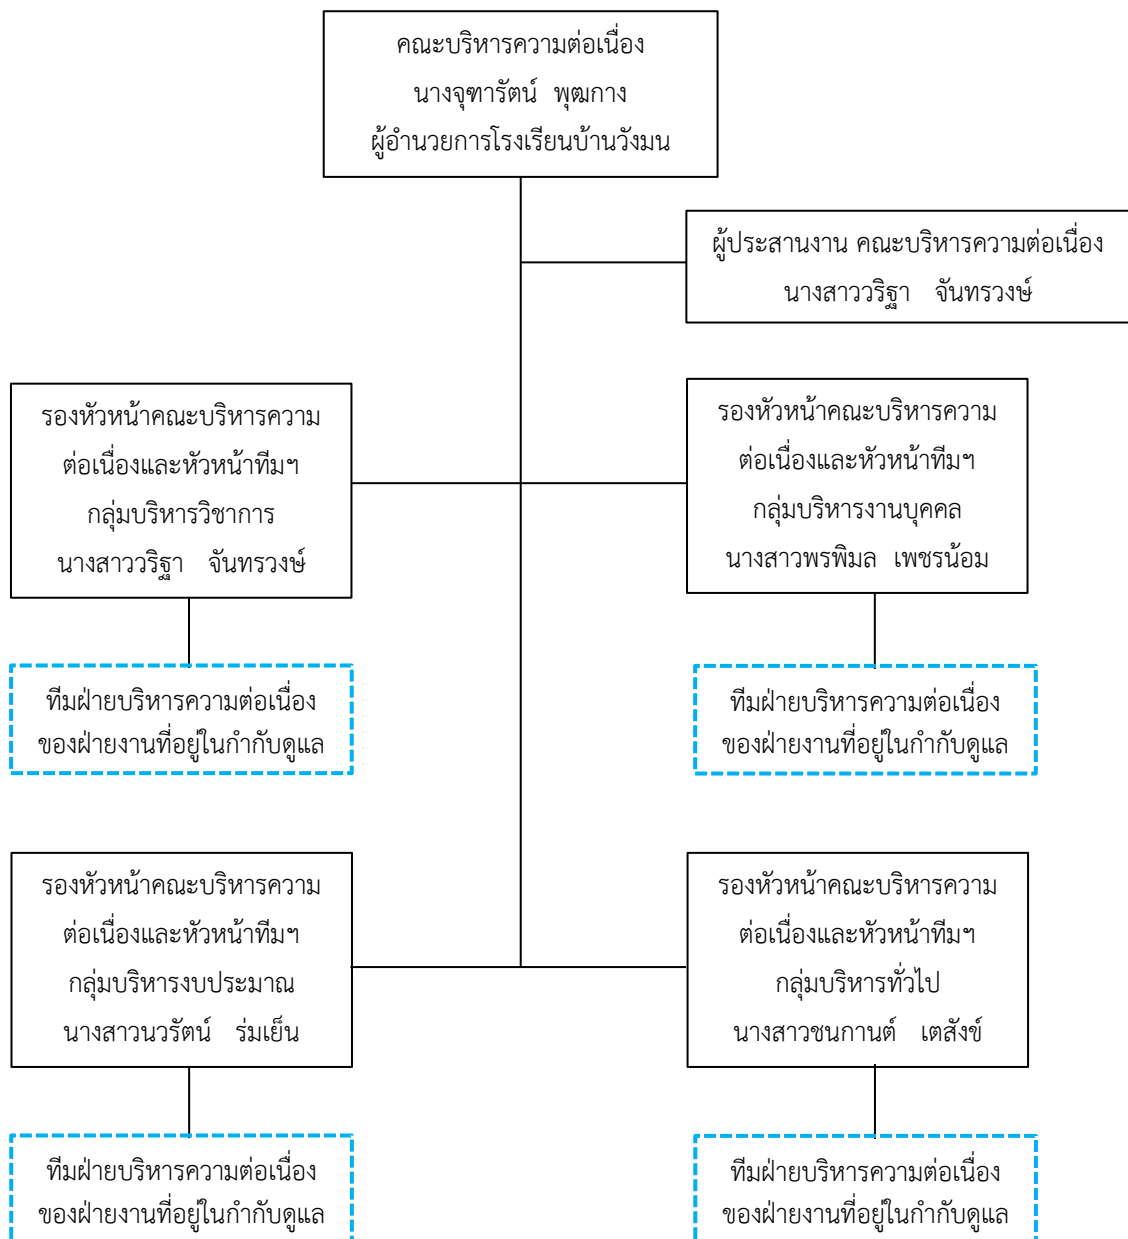 คณะบริหารความต่อเนื่อง
นางจุฑารัตน์ พุฒกาง
ผู้อำนวยการโรงเรียนบ้านวังมน
ผู้ประสานงาน คณะบริหารความต่อเนื่อง
นางสาววริฐา จันทรวงษ์
รองหัวหน้าคณะบริหารความ
ต่อเนื่องและหัวหน้าทีมฯ
กลุ่มบริหารวิชาการ
นางสาววริฐา จันทรวงษ์
รองหัวหน้าคณะบริหารความ
ต่อเนื่องและหัวหน้าทีมฯ
กลุ่มบริหารงานบุคคล
นางสาวพรพิมล เพชรน้อม
ทีมฝ่ายบริหารความต่อเนื่อง
ของฝ่ายงานที่อยู่ในกำกับดูแล
ทีมฝ่ายบริหารความต่อเนื่อง
ของฝ่ายงานที่อยู่ในกำกับดูแล
รองหัวหน้าคณะบริหารความ
ต่อเนื่องและหัวหน้าทีมฯ
กลุ่มบริหารงบประมาณ
นางสาวนวรัตน์ ร่มเย็น
รองหัวหน้าคณะบริหารความ
ต่อเนื่องและหัวหน้าทีมฯ
กลุ่มบริหารทั่วไป
นางสาวชนกานต์ เตสังข์
ทีมฝ่ายบริหารความต่อเนื่อง
ของฝ่ายงานที่อยู่ในกำกับดูแล
ทีมฝ่ายบริหารความต่อเนื่อง
ของฝ่ายงานที่อยู่ในกำกับดูแล